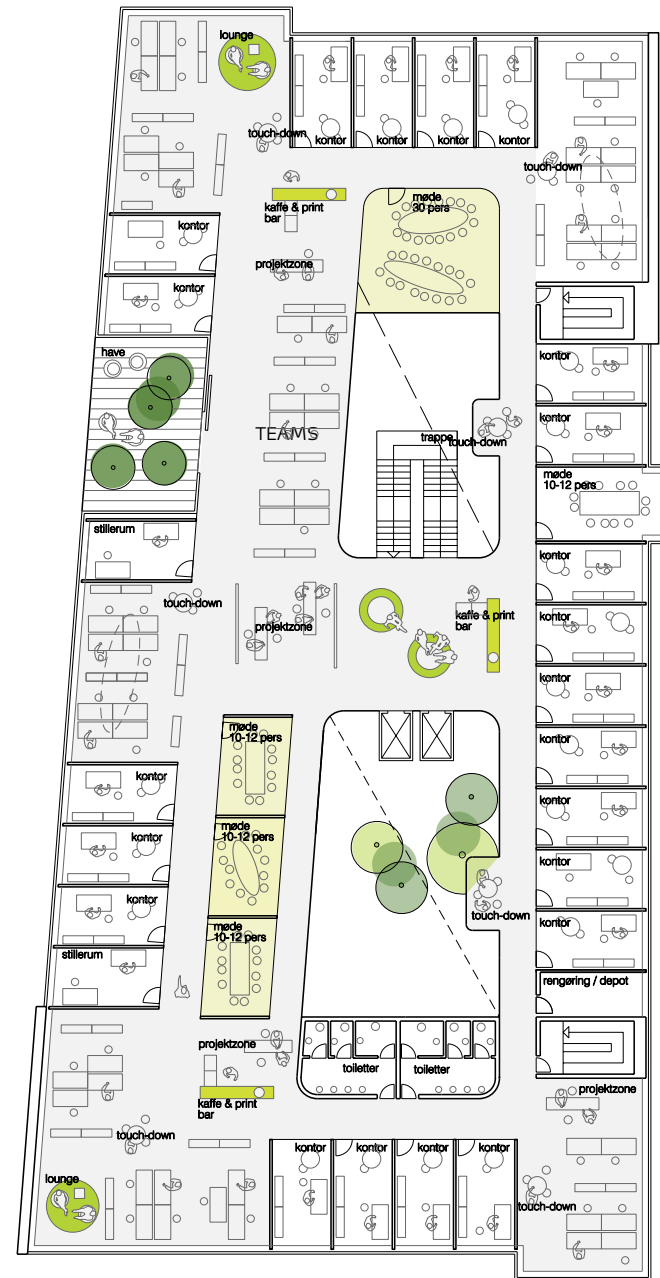 lounge
touch-down
kontor
kontor
kontor
kontor
touch-down
møde
30 pers
kaffe & print
bar
kontor
projektzone
kontor
have
kontor
kontor
TEAMS
trappe
touch-down
møde
10-12 pers
stillerum
kontor
touch-down
projektzone
kaffe & print
bar
kontor
kontor
møde
10-12 pers
kontor
kontor
kontor
møde
10-12 pers
kontor
kontor
kontor
touch-down
kontor
møde
10-12 pers
stillerum
rengøring / depot
projektzone
toiletter
toiletter
projektzone
kaffe & print
bar
touch-down
kontor
kontor
kontor
kontor
lounge
touch-down